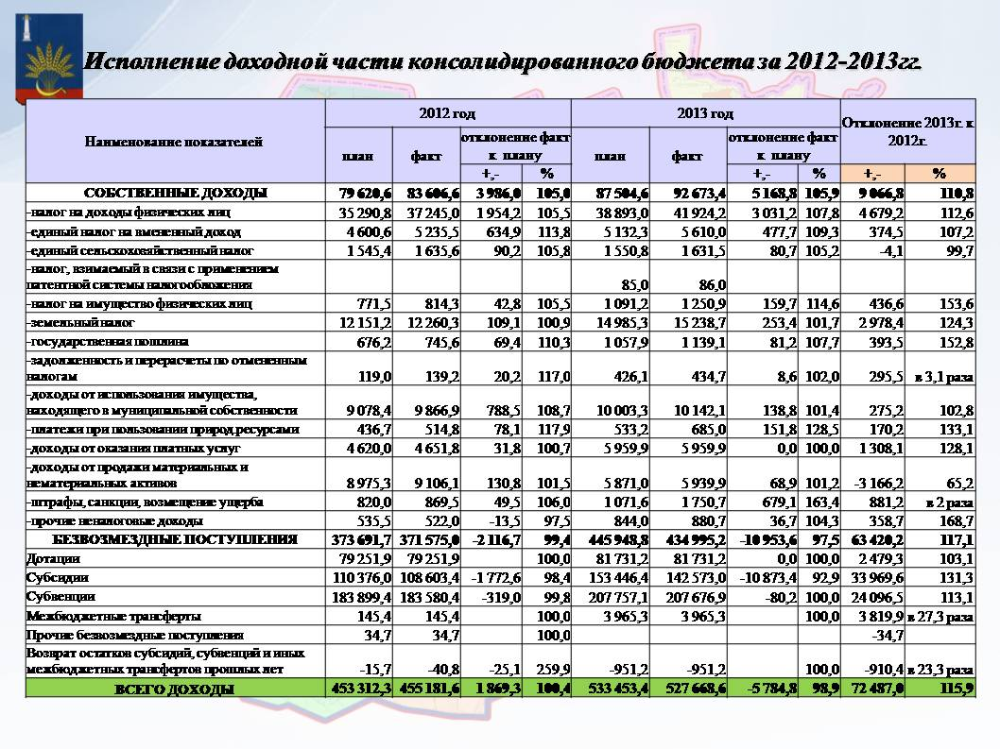 Исполнение доходной части консолидированного бюджета за 2012-2013гг.
Наименование показателей
2012 год
2013 год
Отклонение 2013г. к
2012г.
план
факт
отклонение факт
к плану
план
факт
отклонение факт
к плану
+,- % +,- % +,- %
СОБСТВЕННЫЕ ДОХОДЫ 79 620,6 83 606,6 3 986,0 105,0 87 504,6 92 673,4 5 168,8 105,9 9 066,8 110,8
-налог на доходы физических лиц 35 290,8 37 245,0 1 954,2 105,5 38 893,0 41 924,2 3 031,2 107,8 4 679,2 112,6
-единый налог на вмененный доход 4 600,6 5 235,5 634,9 113,8 5 132,3 5 610,0 477,7 109,3 374,5 107,2
-единый сельскохозяйственный налог 1 545,4 1 635,6 90,2 105,8 1 550,8 1 631,5 80,7 105,2 -4,1 99,7
-налог, взимаемый в связи с применением
патентной системы налогообложения 85,0 86,0
-налог на имущество физических лиц 771,5 814,3 42,8 105,5 1 091,2 1 250,9 159,7 114,6 436,6 153,6
-земельный налог 12 151,2 12 260,3 109,1 100,9 14 985,3 15 238,7 253,4 101,7 2 978,4 124,3
-государственная пошлина 676,2 745,6 69,4 110,3 1 057,9 1 139,1 81,2 107,7 393,5 152,8
-задолженность и перерасчеты по отмененным
налогам 119,0 139,2 20,2 117,0 426,1 434,7 8,6 102,0 295,5 в 3,1 раза
-доходы от использования имущества,
находящего в муниципальной собственности 9 078,4 9 866,9 788,5 108,7 10 003,3 10 142,1 138,8 101,4 275,2 102,8
-платежи при пользовании природ.ресурсами 436,7 514,8 78,1 117,9 533,2 685,0 151,8 128,5 170,2 133,1
-доходы от оказания платных услуг 4 620,0 4 651,8 31,8 100,7 5 959,9 5 959,9 0,0 100,0 1 308,1 128,1
-доходы от продажи материальных и
нематериальных активов 8 975,3 9 106,1 130,8 101,5 5 871,0 5 939,9 68,9 101,2 -3 166,2 65,2
-штрафы, санкции, возмещение ущерба 820,0 869,5 49,5 106,0 1 071,6 1 750,7 679,1 163,4 881,2 в 2 раза
-прочие неналоговые доходы 535,5 522,0 -13,5 97,5 844,0 880,7 36,7 104,3 358,7 168,7
БЕЗВОЗМЕЗДНЫЕ ПОСТУПЛЕНИЯ 373 691,7 371 575,0 -2 116,7 99,4 445 948,8 434 995,2 -10 953,6 97,5 63 420,2 117,1
Дотации 79 251,9 79 251,9 100,0 81 731,2 81 731,2 0,0 100,0 2 479,3 103,1
Субсидии 110 376,0 108 603,4 -1 772,6 98,4 153 446,4 142 573,0 -10 873,4 92,9 33 969,6 131,3
Субвенции 183 899,4 183 580,4 -319,0 99,8 207 757,1 207 676,9 -80,2 100,0 24 096,5 113,1
Межбюджетные трансферты 145,4 145,4 100,0 3 965,3 3 965,3 100,0 3 819,9 в 27,3 раза
Прочие безвозмездные поступления 34,7 34,7 100,0 -34,7
Возврат остатков субсидий, субвенций и иных
межбюджетных трансфертов прошлых лет -15,7 -40,8 -25,1 259,9 -951,2 -951,2 100,0 -910,4 в 23,3 раза
ВСЕГО ДОХОДЫ 453 312,3 455 181,6 1 869,3 100,4 533 453,4 527 668,6 -5 784,8 98,9 72 487,0 115,9